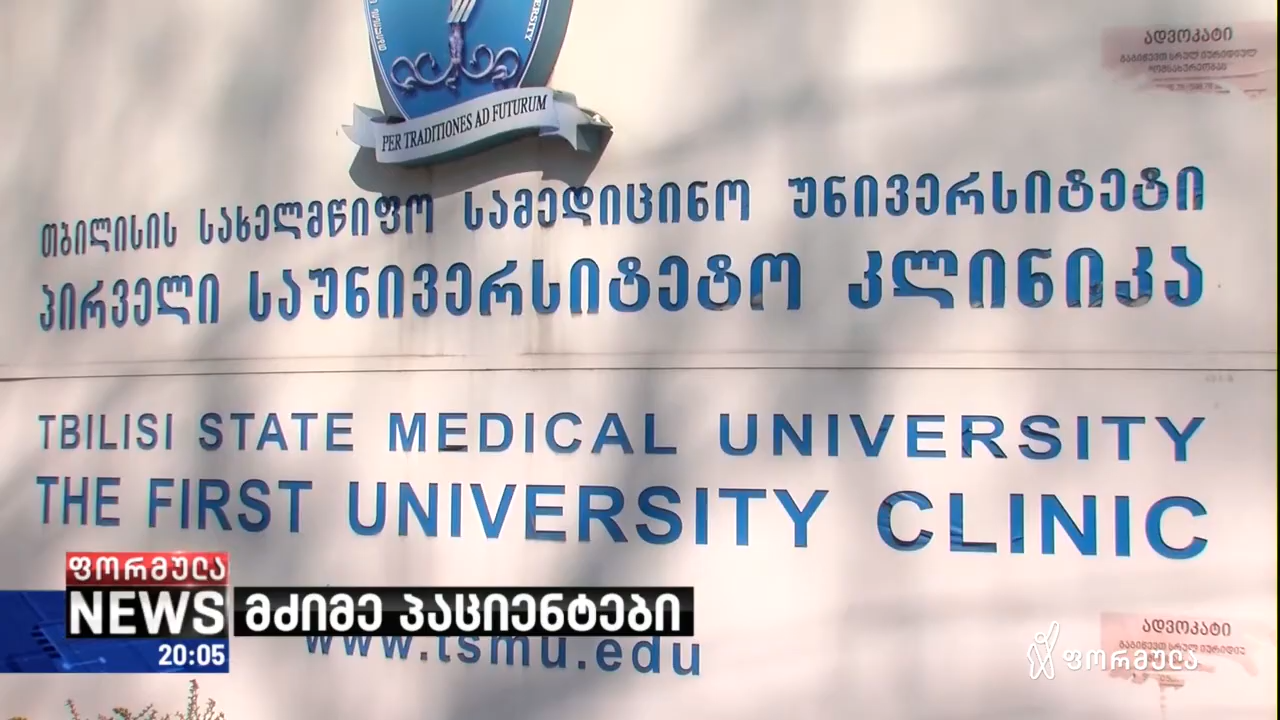 PER TRADITIONES AD FUTURUM
ᲐᲓᲕᲝᲙᲐᲢᲘ
თბილისის სახელმწიფო სამედიცინო უნივერსიტეტი
პირველი საუნივერსიტეტო კლინიკა
TBILISI STATE MEDICAL UNIVERSITY
THE FIRST UNIVERSITY CLINIC
ფორმულა
NEWS
20:05
მძიმე პაციენტები
www.tsmu.edu
ᲐᲓᲕᲝᲙᲐᲢᲘ
ფორმულა